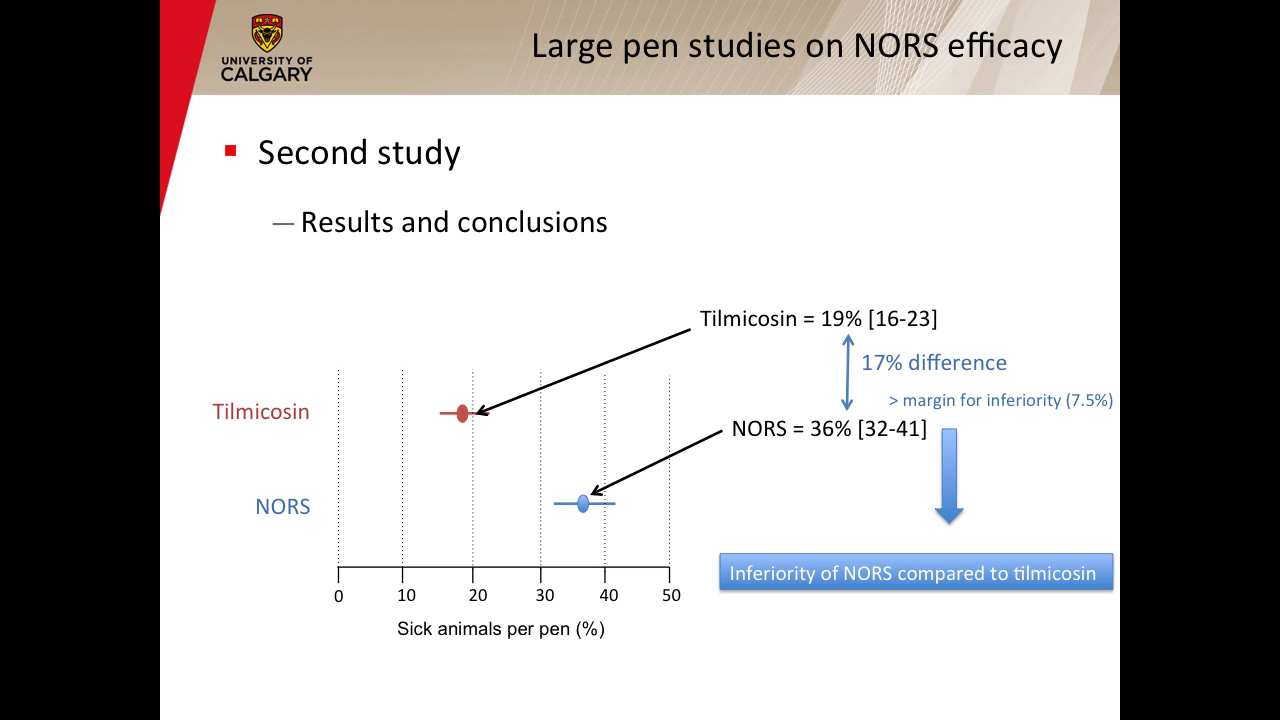 UNIVERSITY OF
CALGARY
Large pen studies on NORS efficacy
Second study
— Results and conclusions
Tilmicosin = 19% [16-23]
17% difference
> margin for inferiority (7.5%)
Tilmicosin
NORS = 36% [32-41]
NORS
Inferiority of NORS compared to tilmicosin
0 10 20 30 40 50
Sick animals per pen (%)